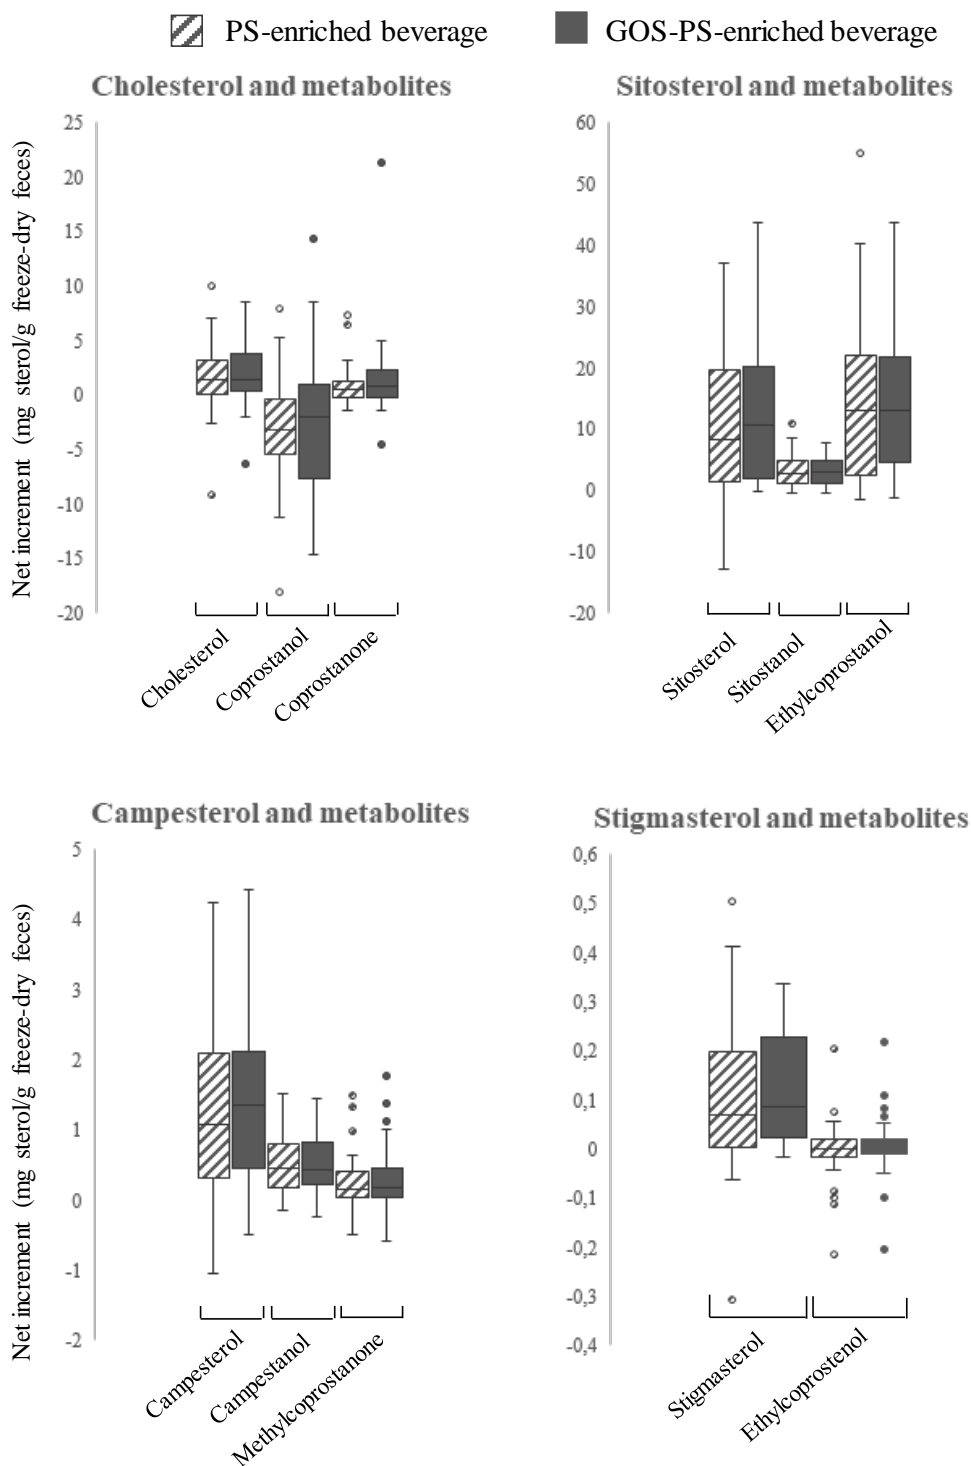 PS-enriched beverage
GOS-PS-enriched beverage
Cholesterol and metabolites
Net increment (mg sterol/g freeze-dry feces)
25
20
15
10
5
0
-5
-10
-15
-20
Cholesterol
Coprostanol
Coprostanone
Sitosterol and metabolites
60
50
40
30
20
10
0
-10
-20
Sitosterol
Sitostanol
Ethylcoprostanol
Campesterol and metabolites
Net increment (mg sterol/g freeze-dry feces)
5
4
3
2
1
0
-1
-2
Campesterol
Campestanol
Methylcoprostanone
Stigmasterol and metabolites
0,6
0,5
0,4
0,3
0,2
0,1
0
-0,1
-0,2
-0,3
-0,4
Stigmasterol
Ethylcoprostenol